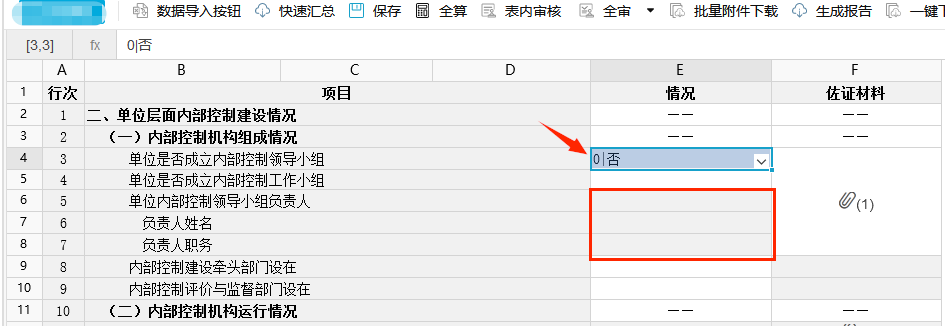 数据导入按钮 快速汇总 保存 全算 表内审核 全审 批量附件下载 生成报告 一键下
[3,3] fx 0|否
A B C D E F
1 行次 项目 情况 佐证材料
2 1 二、单位层面内部控制建设情况 —— ——
3 2 （一）内部控制机构组成情况 —— ——
4 3 单位是否成立内部控制领导小组 0|否
5 4 单位是否成立内部控制工作小组
6 5 单位内部控制领导小组负责人 (1)
7 6 负责人姓名
8 7 负责人职务
9 8 内部控制建设牵头部门设在
10 9 内部控制评价与监督部门设在
11 10 （二）内部控制机构运行情况 —— ——